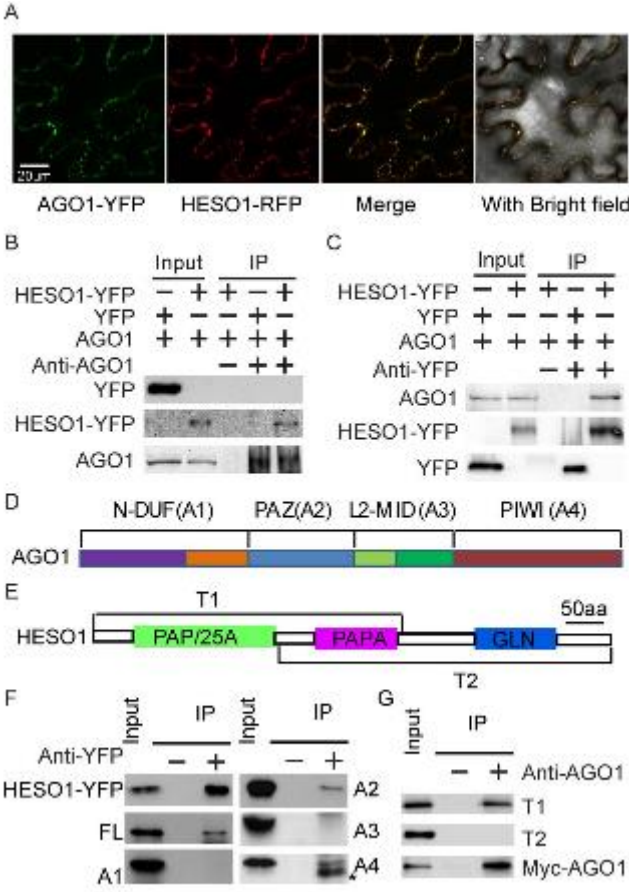 A
20µm
AGO1-YFP HESO1-RFP Merge With Bright field
B
Input IP
HESO1-YFP − + + − +
YFP + − − + −
AGO1 + + + + +
Anti-AGO1 − + +
YFP
HESO1-YFP
AGO1
C
Input IP
HESO1-YFP − + + − +
YFP + − − + −
AGO1 + + + + +
Anti-YFP − + +
AGO1
HESO1-YFP
YFP
D
N-DUF(A1) PAZ(A2) L2-MID(A3) PIWI (A4)
AGO1
E
T1
50aa
HESO1 PAP/25A PAPA GLN
T2
F
Input IP Input IP
Anti-YFP − + − +
HESO1-YFP A2
FL A3
A1 A4
*
G
Input IP
− + Anti-AGO1
T1
T2
Myc-AGO1